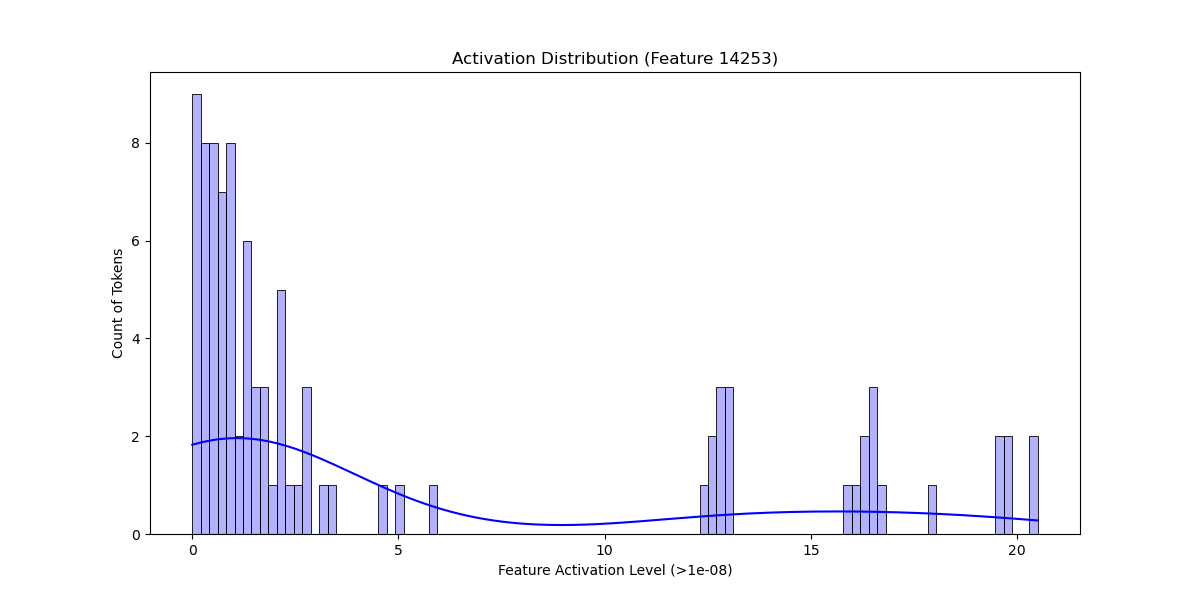 Activation Distribution (Feature 14253)
Count of Tokens
8
6
4
2
0
0 5 10 15 20
Feature Activation Level (>1e-08)